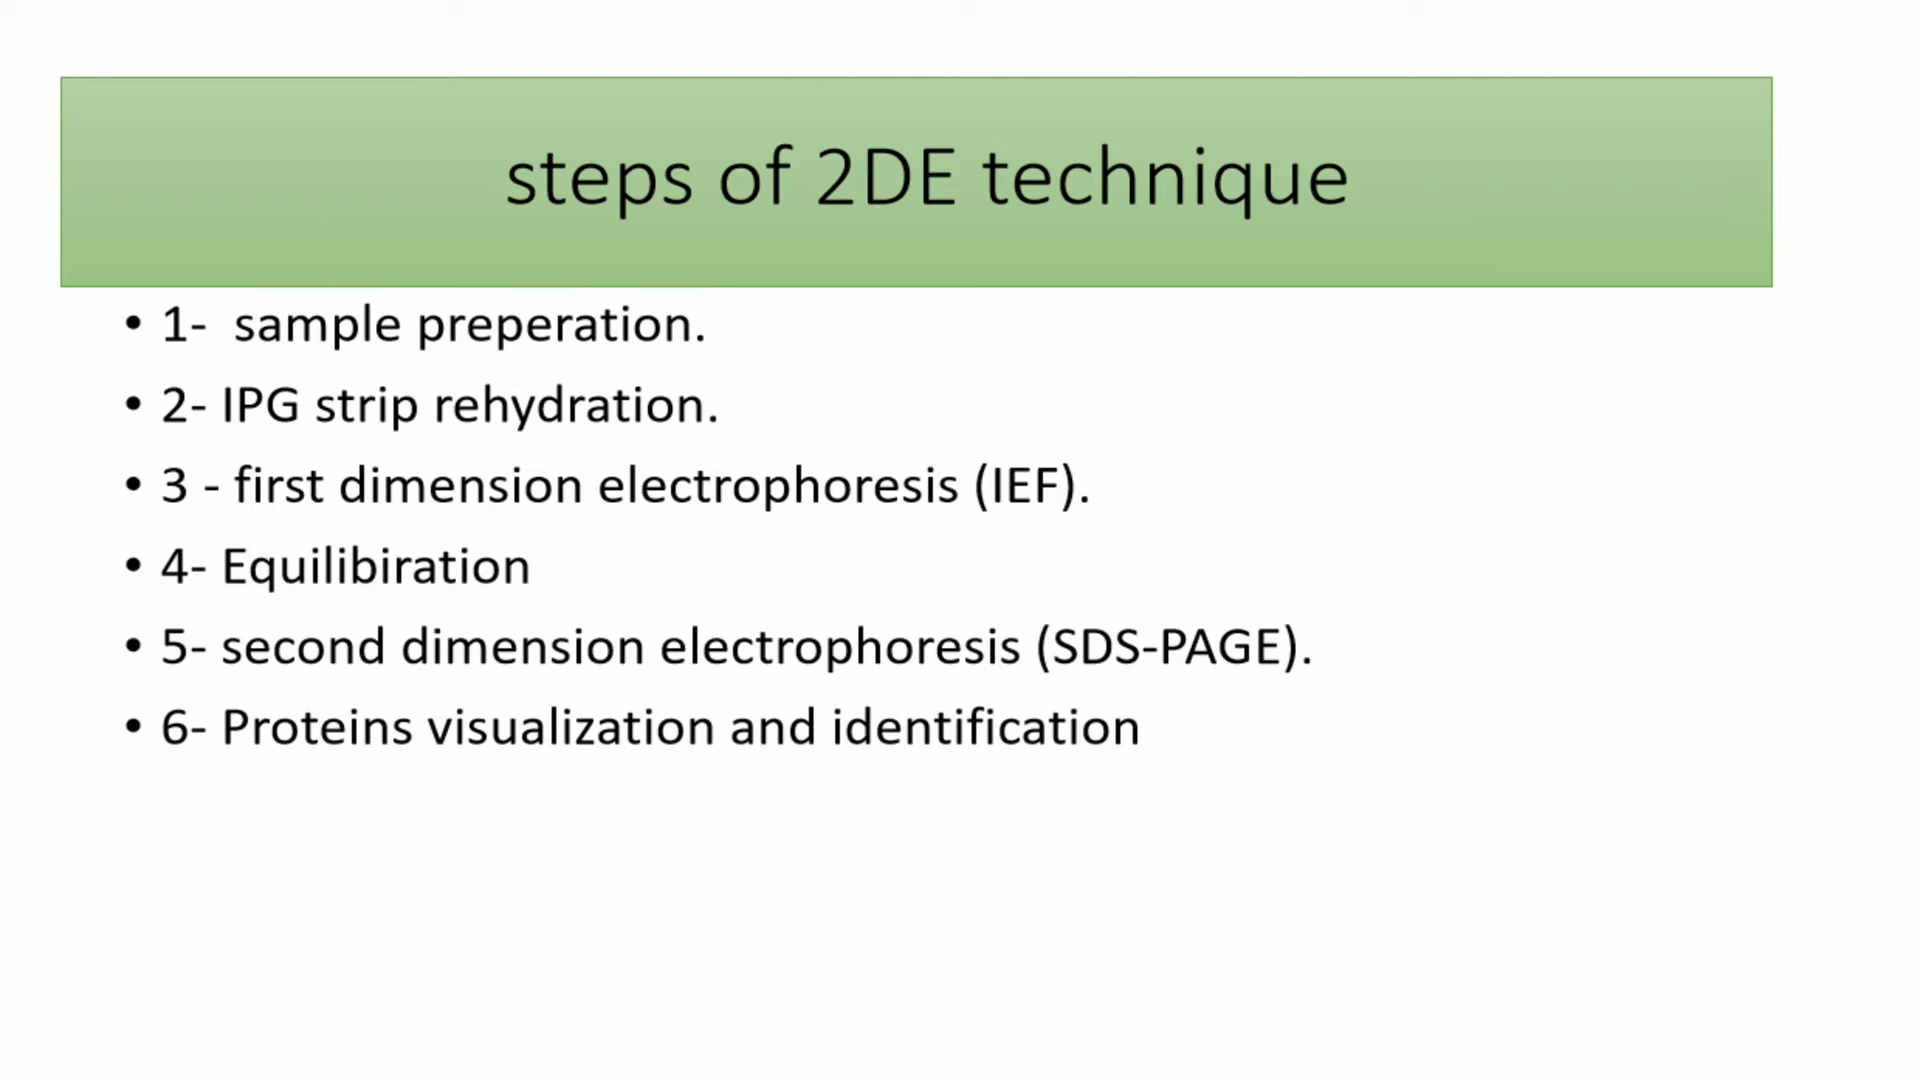 steps of 2DE technique
• 1-  sample preperation.
• 2- IPG strip rehydration.
• 3 - first dimension electrophoresis (IEF).
• 4- Equilibiration
• 5- second dimension electrophoresis (SDS-PAGE).
• 6- Proteins visualization and identification